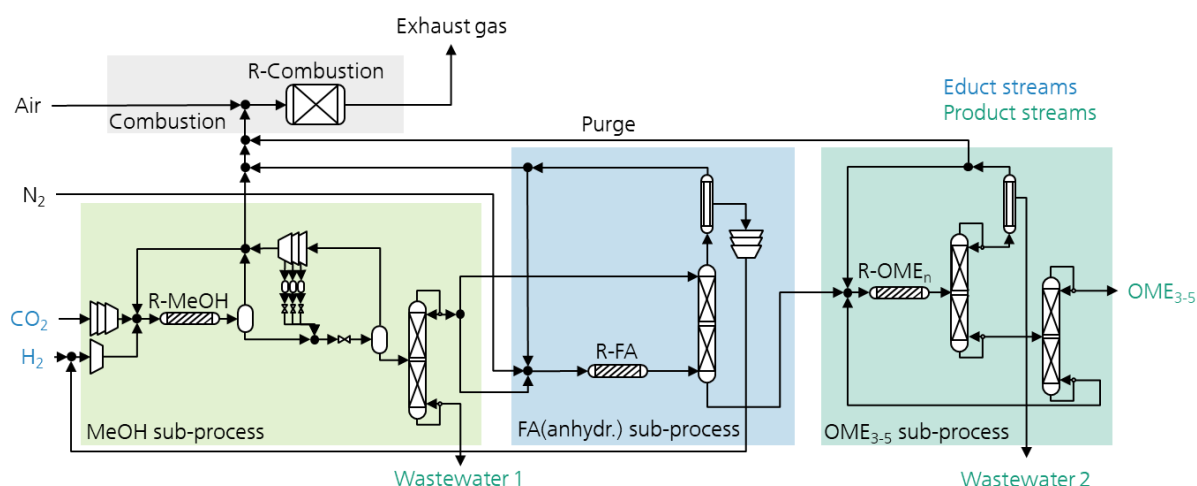 Exhaust gas
R-Combustion
Air
Combustion
Educt streams
Product streams
Purge
N₂
R-MeOH
CO₂
H₂
R-FA
R-OMEₙ
OME₃₋₅
MeOH sub-process
FA(anhydr.) sub-process
OME₃₋₅ sub-process
Wastewater 1
Wastewater 2